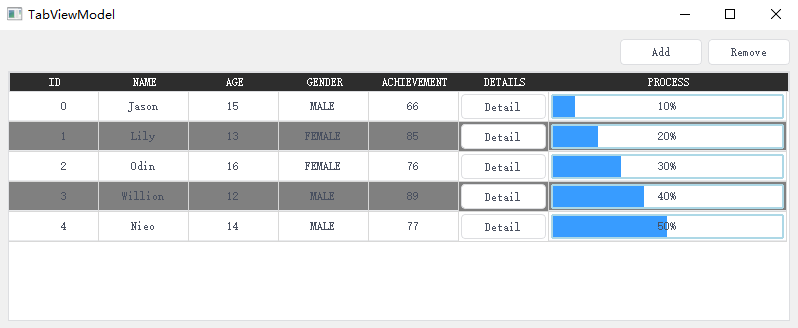 TabViewModel
Add Remove
ID NAME AGE GENDER ACHIEVEMENT DETAILS PROCESS
0 Jason 15 MALE 66 Detail 10%
1 Lily 13 FEMALE 85 Detail 20%
2 Odin 16 FEMALE 76 Detail 30%
3 Willion 12 MALE 89 Detail 40%
4 Nieo 14 MALE 77 Detail 50%